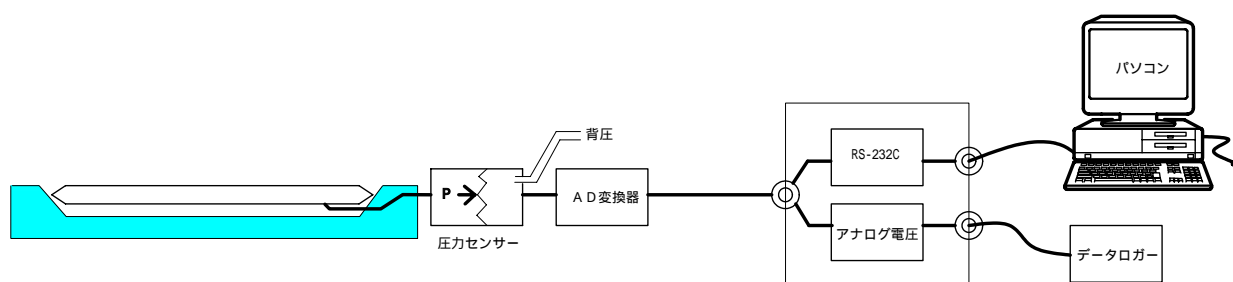 パソコン
背圧
RS-232C
P
ＡＤ変換器
アナログ電圧
圧力センサー
データロガー